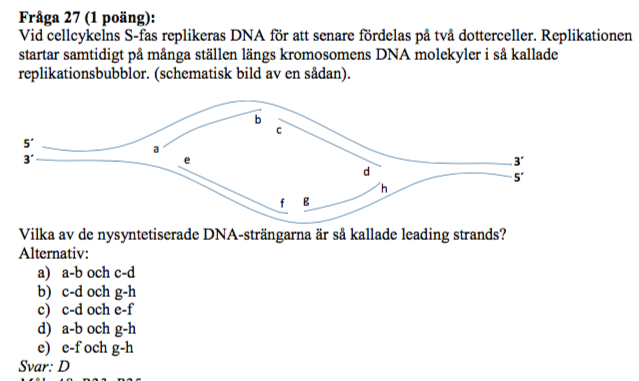 Fråga 27 (1 poäng):
Vid cellcykelns S-fas replikeras DNA för att senare fördelas på två dotterceller. Replikationen
startar samtidigt på många ställen längs kromosomens DNA molekyler i så kallade
replikationsbubblor. (schematisk bild av en sådan).
b
c
5´
a
3´
e
3´
d
5´
h
f g
Vilka av de nysyntetiserade DNA-strängarna är så kallade leading strands?
Alternativ:
a) a-b och c-d
b) c-d och g-h
c) c-d och e-f
d) a-b och g-h
e) e-f och g-h
Svar: D